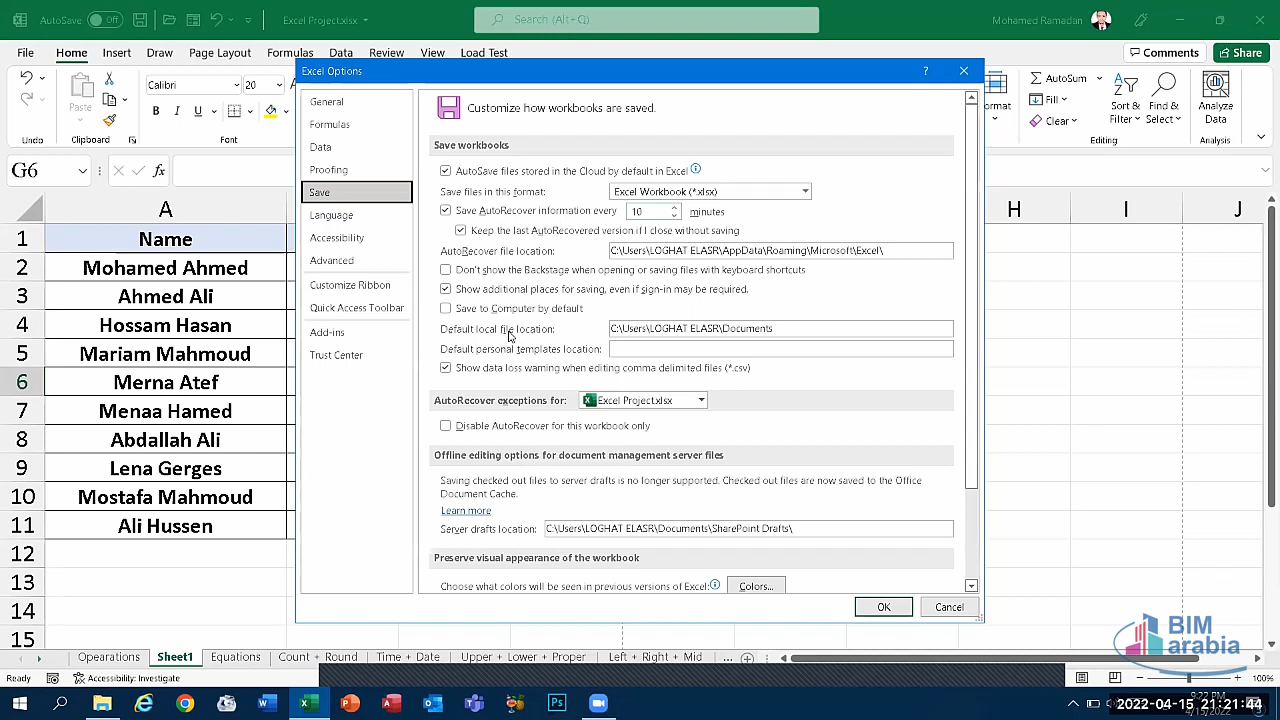 AutoSave Off Excel Project.xlsx Search (Alt+Q) Mohamed Ramadan
File Home Insert Draw Page Layout Formulas Data Review View Load Test Comments Share
Calibri 20
Paste
B I U
Undo Clipboard Font
AutoSum
Fill
Clear
Sort & Filter
Find & Select
Analyze Data
Editing Analysis
G6 fx
A H I J
1 Name
2 Mohamed Ahmed
3 Ahmed Ali
4 Hossam Hasan
5 Mariam Mahmoud
6 Merna Atef
7 Menaa Hamed
8 Abdallah Ali
9 Lena Gerges
10 Mostafa Mahmoud
11 Ali Hussen
12
13
14
15
Excel Options ?
General
Formulas
Data
Proofing
Save
Language
Accessibility
Advanced
Customize Ribbon
Quick Access Toolbar
Add-ins
Trust Center
Customize how workbooks are saved.
Save workbooks
AutoSave files stored in the Cloud by default in Excel
Save files in this format: Excel Workbook (*.xlsx)
Save AutoRecover information every 10 minutes
Keep the last AutoRecovered version if I close without saving
AutoRecover file location: C:\Users\LOGHAT ELASR\AppData\Roaming\Microsoft\Excel\
Don't show the Backstage when opening or saving files with keyboard shortcuts
Show additional places for saving, even if sign-in may be required.
Save to Computer by default
Default local file location: C:\Users\LOGHAT ELASR\Documents
Default personal templates location:
Show data loss warning when editing comma delimited files (*.csv)
AutoRecover exceptions for: Excel Project.xlsx
Disable AutoRecover for this workbook only
Offline editing options for document management server files
Saving checked out files to server drafts is no longer supported. Checked out files are now saved to the Office
Document Cache.
Learn more
Server drafts location: C:\Users\LOGHAT ELASR\Documents\SharePoint Drafts\
Preserve visual appearance of the workbook
Choose what colors will be seen in previous versions of Excel: Colors...
OK Cancel
BIM
arabia
Opearations Sheet1 Equations Count + Round Time + Date Upper + Lower + Proper Left + Right + Mid ...
Ready Accessibility: Investigate 100%
9:22 PM
2022-04-15 21:21:44